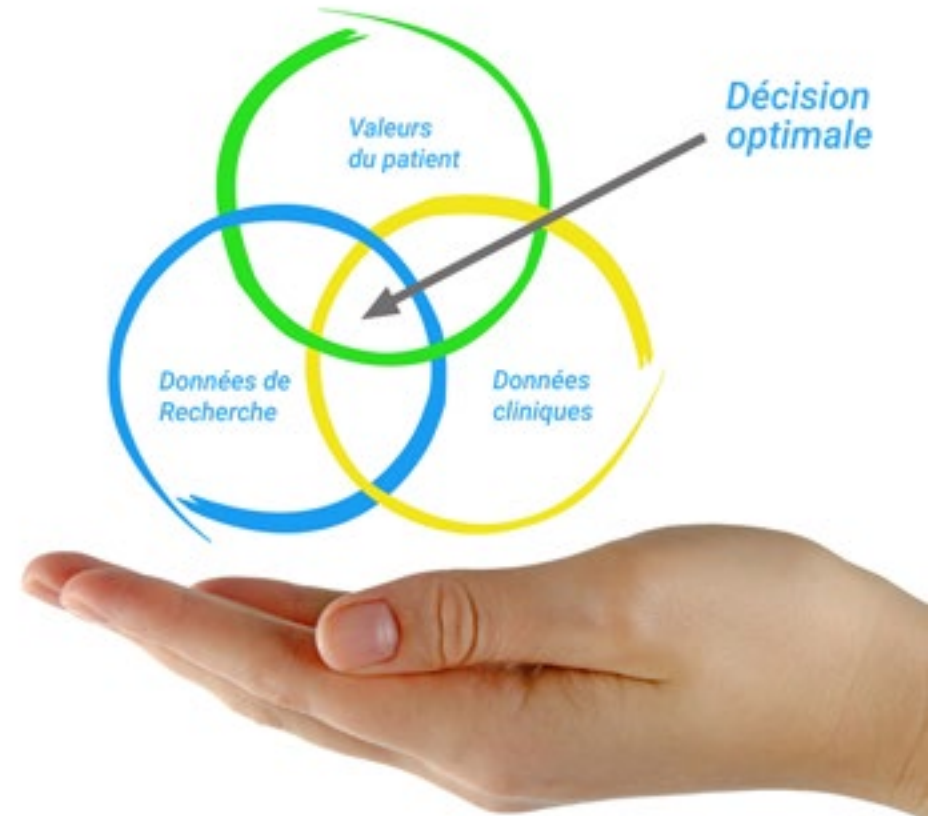 Décision
optimale
Valeurs
du patient
Données de
Recherche
Données
cliniques